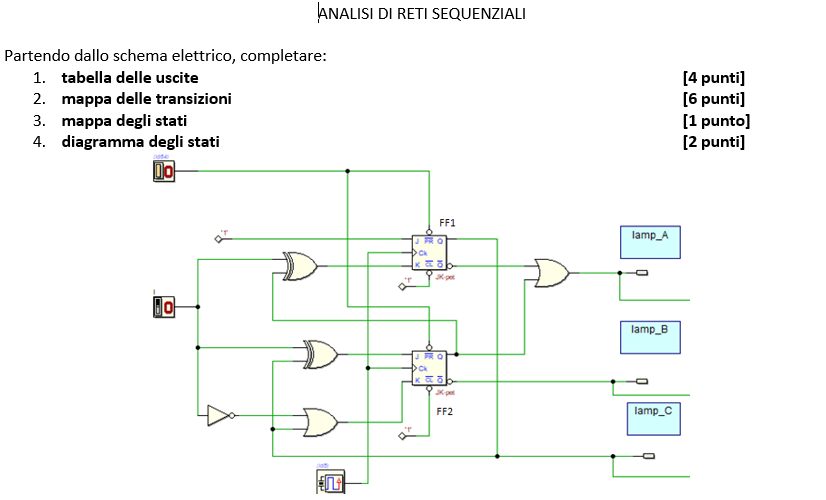 ANALISI DI RETI SEQUENZIALI
Partendo dallo schema elettrico, completare:
1. tabella delle uscite [4 punti]
2. mappa delle transizioni [6 punti]
3. mappa degli stati [1 punto]
4. diagramma degli stati [2 punti]
FF1
lamp_A
'1'
J PR Q
Ck
K CL Q
'1'
JK-pet
I
lamp_B
J PR Q
Ck
K CL Q
JK-pet
lamp_C
FF2
'1'